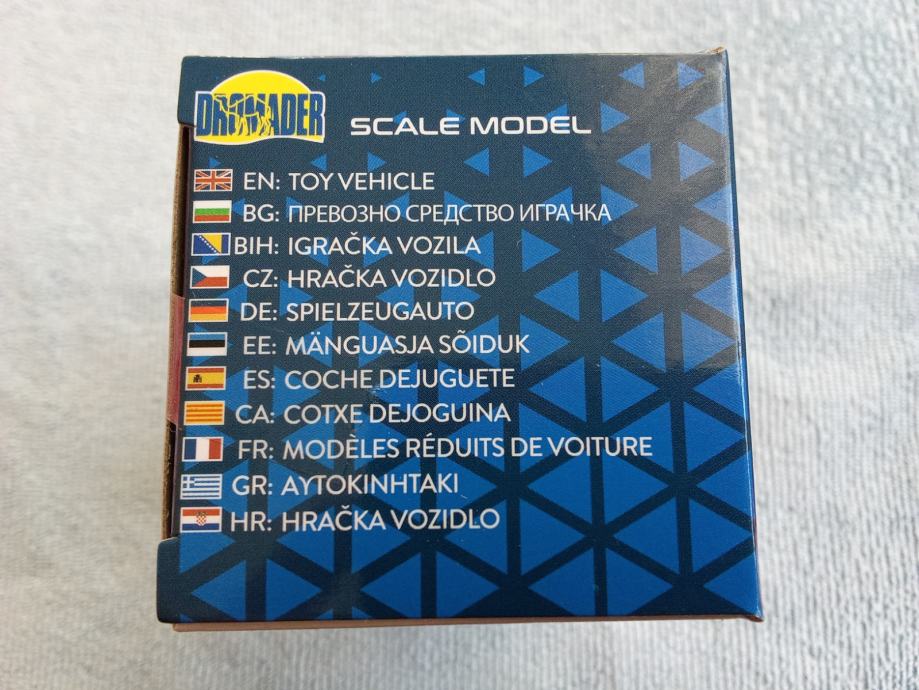 DROMADER
SCALE MODEL
EN: TOY VEHICLE
BG: ПРЕВОЗНО СРЕДСТВО ИГРАЧКА
BIH: IGRAČKA VOZILA
CZ: HRAČKA VOZIDLO
DE: SPIELZEUGAUTO
EE: MÄNGUASJA SÕIDUK
ES: COCHE DEJUGUETE
CA: COTXE DEJOGUINA
FR: MODÈLES RÉDUITS DE VOITURE
GR: ΑΥΤΟΚΙΝΗΤΑΚΙ
HR: HRAČKA VOZIDLO